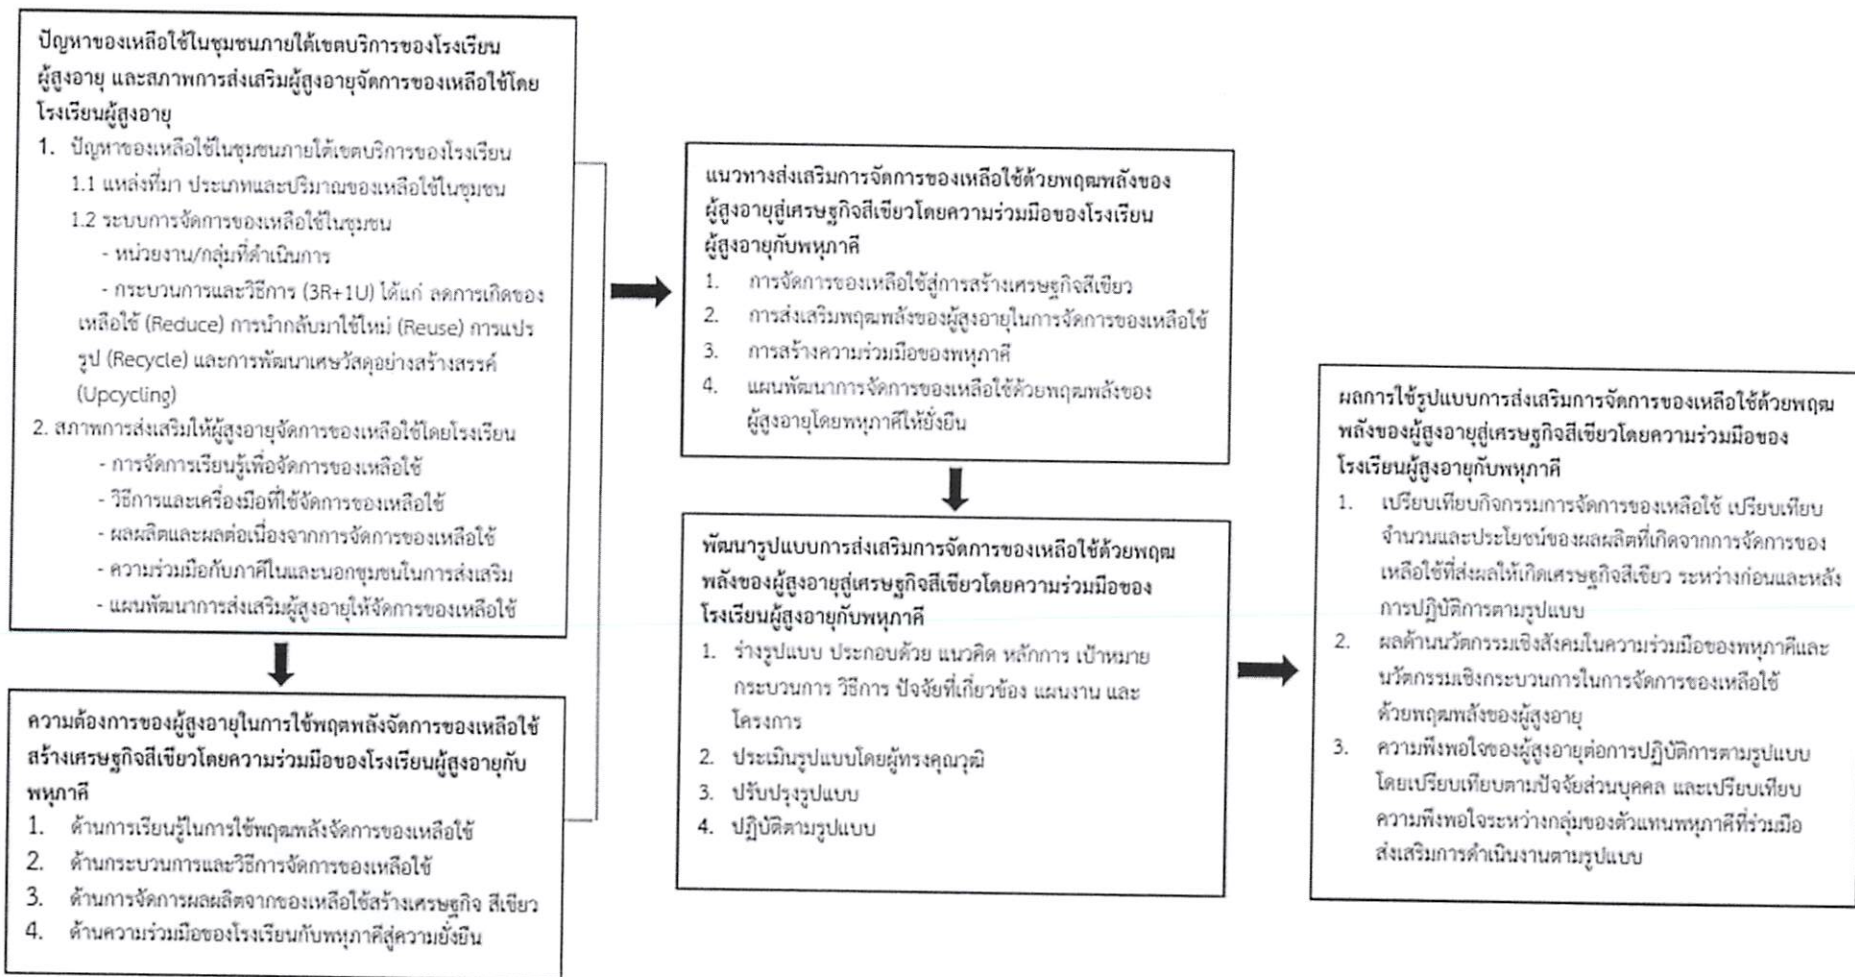 ปัญหาของเหลือใช้ในชุมชนภายใต้เขตบริการของโรงเรียน
ผู้สูงอายุ และสภาพการส่งเสริมผู้สูงอายุจัดการของเหลือใช้โดย
โรงเรียนผู้สูงอายุ
1. ปัญหาของเหลือใช้ในชุมชนภายใต้เขตบริการของโรงเรียน
1.1 แหล่งที่มา ประเภทและปริมาณของเหลือใช้ในชุมชน
1.2 ระบบการจัดการของเหลือใช้ในชุมชน
- หน่วยงาน/กลุ่มที่ดำเนินการ
- กระบวนการและวิธีการ (3R+1U) ได้แก่ ลดการเกิดของ
เหลือใช้ (Reduce) การนำกลับมาใช้ใหม่ (Reuse) การแปร
รูป (Recycle) และการพัฒนาเศษวัสดุอย่างสร้างสรรค์
(Upcycling)
2. สภาพการส่งเสริมให้ผู้สูงอายุจัดการของเหลือใช้โดยโรงเรียน
- การจัดการเรียนรู้เพื่อจัดการของเหลือใช้
- วิธีการและเครื่องมือที่ใช้จัดการของเหลือใช้
- ผลผลิตและผลต่อเนื่องจากการจัดการของเหลือใช้
- ความร่วมมือกับภาคีในและนอกชุมชนในการส่งเสริม
- แผนพัฒนาการส่งเสริมผู้สูงอายุให้จัดการของเหลือใช้
ความต้องการของผู้สูงอายุในการใช้พฤตพลังจัดการของเหลือใช้
สร้างเศรษฐกิจสีเขียวโดยความร่วมมือของโรงเรียนผู้สูงอายุกับ
พหุภาคี
1. ด้านการเรียนรู้ในการใช้พฤฒพลังจัดการของเหลือใช้
2. ด้านกระบวนการและวิธีการจัดการของเหลือใช้
3. ด้านการจัดการผลผลิตจากของเหลือใช้สร้างเศรษฐกิจ สีเขียว
4. ด้านความร่วมมือของโรงเรียนกับพหุภาคีสู่ความยั่งยืน
แนวทางส่งเสริมการจัดการของเหลือใช้ด้วยพฤฒพลังของ
ผู้สูงอายุสู่เศรษฐกิจสีเขียวโดยความร่วมมือของโรงเรียน
ผู้สูงอายุกับพหุภาคี
1. การจัดการของเหลือใช้สู่การสร้างเศรษฐกิจสีเขียว
2. การส่งเสริมพฤฒพลังของผู้สูงอายุในการจัดการของเหลือใช้
3. การสร้างความร่วมมือของพหุภาคี
4. แผนพัฒนาการจัดการของเหลือใช้ด้วยพฤฒพลังของ
ผู้สูงอายุโดยพหุภาคีให้ยั่งยืน
พัฒนารูปแบบการส่งเสริมการจัดการของเหลือใช้ด้วยพฤฒ
พลังของผู้สูงอายุสู่เศรษฐกิจสีเขียวโดยความร่วมมือของ
โรงเรียนผู้สูงอายุกับพหุภาคี
1. ร่างรูปแบบ ประกอบด้วย แนวคิด หลักการ เป้าหมาย
กระบวนการ วิธีการ ปัจจัยที่เกี่ยวข้อง แผนงาน และ
โครงการ
2. ประเมินรูปแบบโดยผู้ทรงคุณวุฒิ
3. ปรับปรุงรูปแบบ
4. ปฏิบัติตามรูปแบบ
ผลการใช้รูปแบบการส่งเสริมการจัดการของเหลือใช้ด้วยพฤฒ
พลังของผู้สูงอายุสู่เศรษฐกิจสีเขียวโดยความร่วมมือของ
โรงเรียนผู้สูงอายุกับพหุภาคี
1. เปรียบเทียบกิจกรรมการจัดการของเหลือใช้ เปรียบเทียบ
จำนวนและประโยชน์ของผลผลิตที่เกิดจากการจัดการของ
เหลือใช้ที่ส่งผลให้เกิดเศรษฐกิจสีเขียว ระหว่างก่อนและหลัง
การปฏิบัติการตามรูปแบบ
2. ผลด้านนวัตกรรมเชิงสังคมในความร่วมมือของพหุภาคีและ
นวัตกรรมเชิงกระบวนการในการจัดการของเหลือใช้
ด้วยพฤฒพลังของผู้สูงอายุ
3. ความพึงพอใจของผู้สูงอายุต่อการปฏิบัติการตามรูปแบบ
โดยเปรียบเทียบตามปัจจัยส่วนบุคคล และเปรียบเทียบ
ความพึงพอใจระหว่างกลุ่มของตัวแทนพหุภาคีที่ร่วมมือ
ส่งเสริมการดำเนินงานตามรูปแบบ